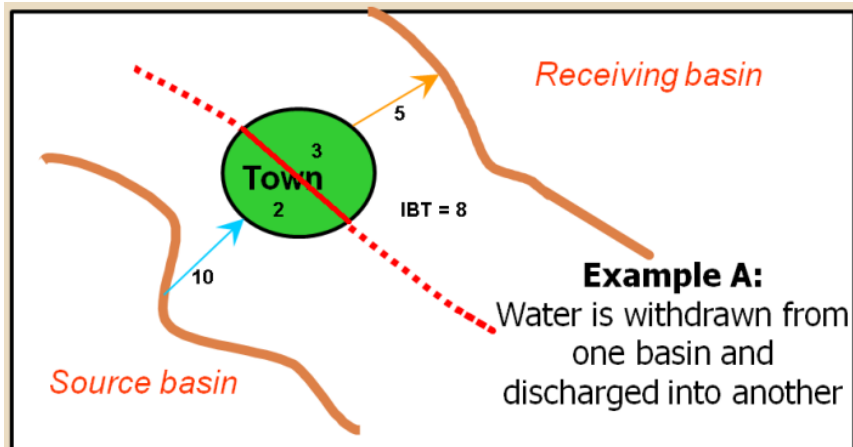 Receiving basin
5
3
Town
2
IBT = 8
10
Example A:
Water is withdrawn from
one basin and
discharged into another
Source basin